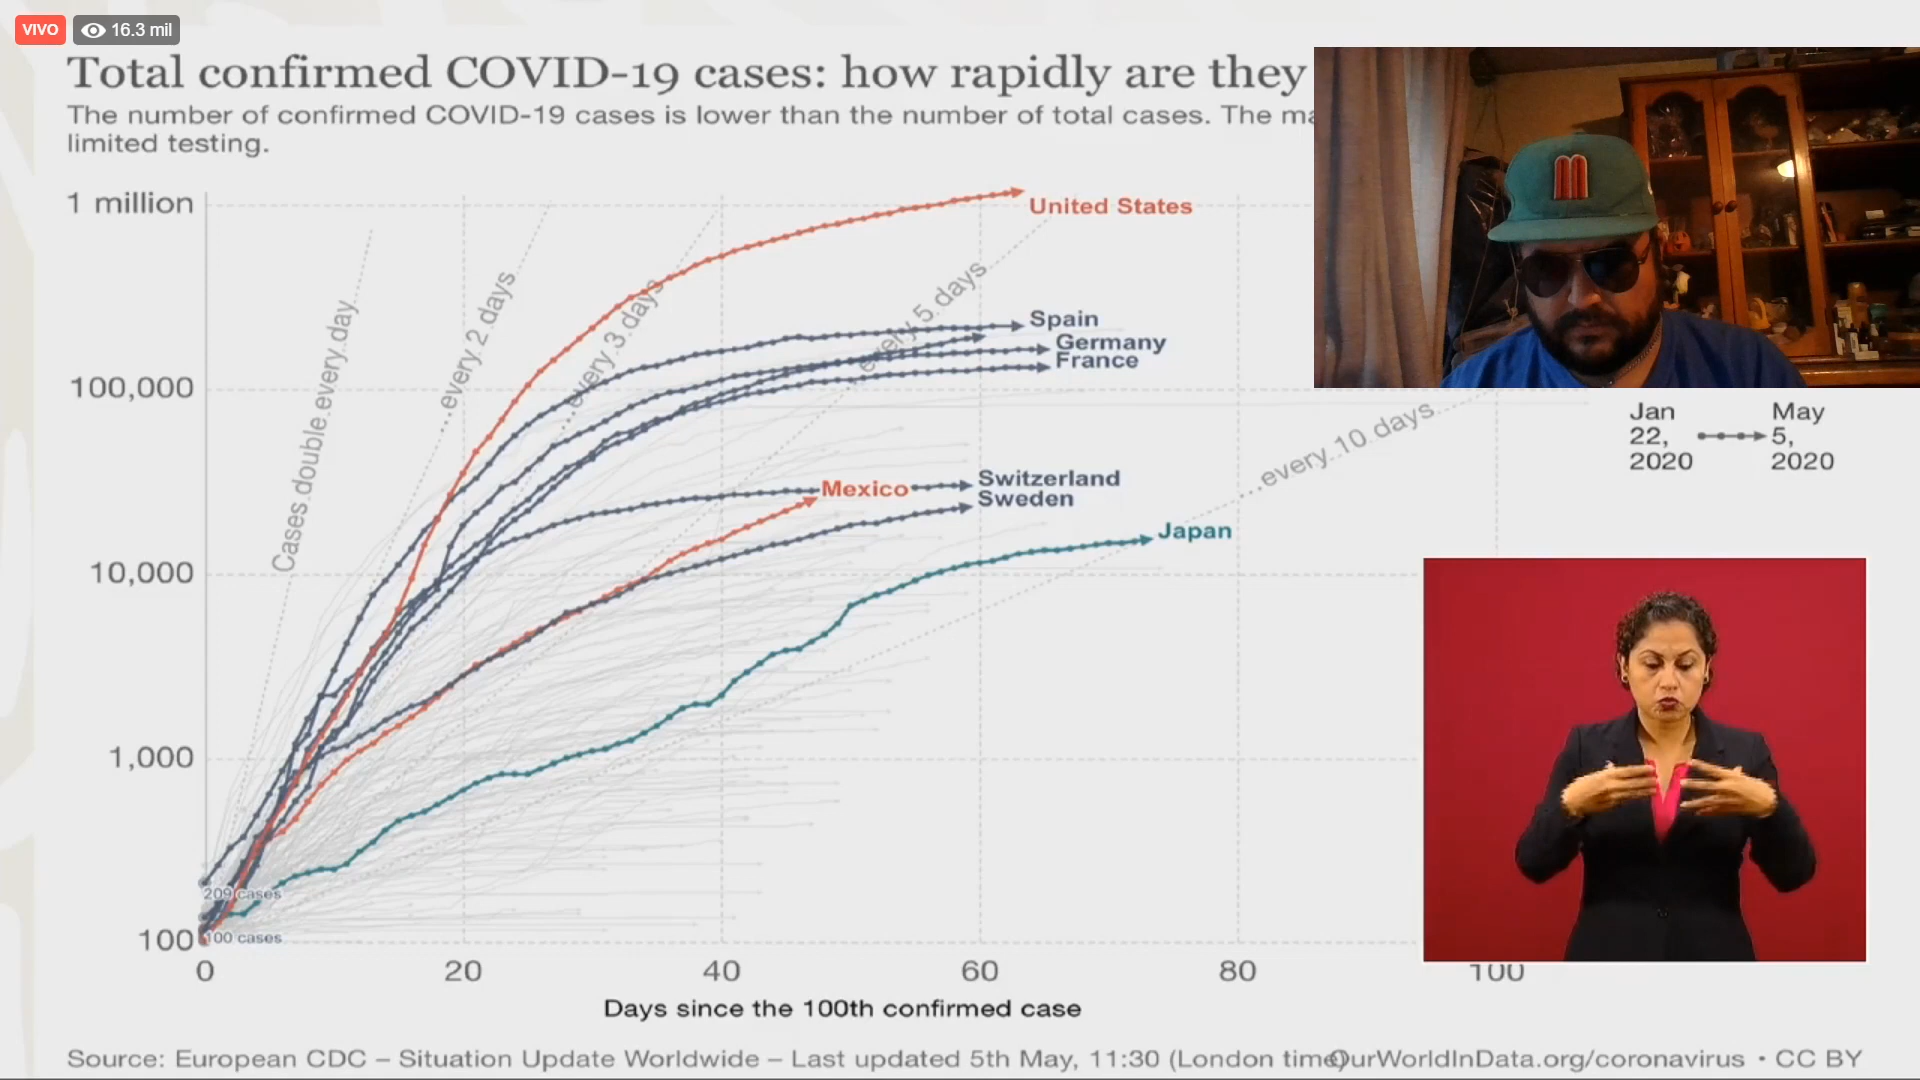 VIVO
16.3 mil
Total confirmed COVID-19 cases: how rapidly are they
The number of confirmed COVID-19 cases is lower than the number of total cases. The ma
limited testing.
1 million
100,000
10,000
1,000
100
Cases double every day
...every 2 days
...every 3 days
...every 5 days
...every 10 days...
United States
Spain
Germany
France
Mexico
Switzerland
Sweden
Japan
Jan
22,
2020
May
5,
2020
209 cases
100 cases
0 20 40 60 80 100
Days since the 100th confirmed case
Source: European CDC – Situation Update Worldwide – Last updated 5th May, 11:30 (London time)
OurWorldInData.org/coronavirus • CC BY